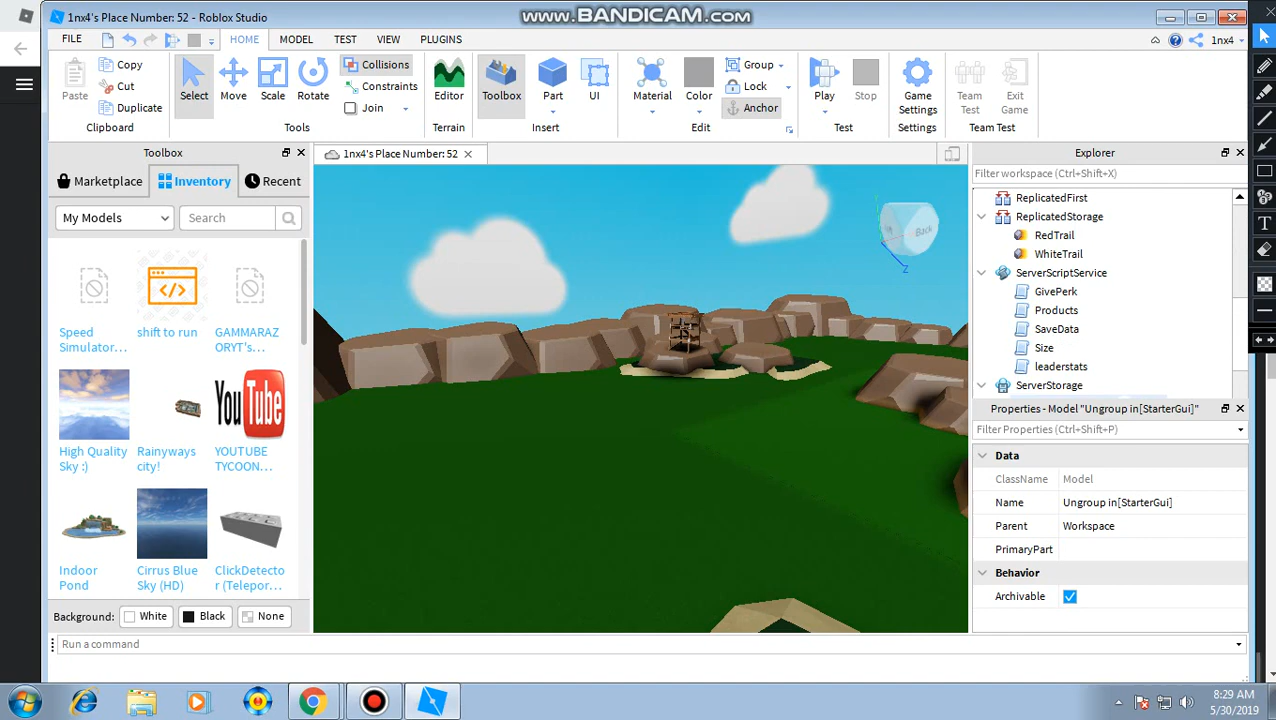 1nx4's Place Number: 52 - Roblox Studio
www.BANDICAM.com
FILE
HOME
MODEL
TEST
VIEW
PLUGINS
1nx4
Paste
Copy
Cut
Duplicate
Clipboard
Select
Move
Scale
Rotate
Collisions
Constraints
Join
Tools
Editor
Terrain
Toolbox
Part
UI
Insert
Material
Color
Group
Lock
Anchor
Edit
Play
Stop
Test
Game
Settings
Settings
Team
Test
Exit
Game
Team Test
Toolbox
Marketplace
Inventory
Recent
My Models
Search
Speed
Simulator...
shift to run
GAMMARAZ
ORYT's...
High Quality
Sky :)
Rainyways
city!
You Tube
YOUTUBE
TYCOON...
Indoor
Pond
Cirrus Blue
Sky (HD)
ClickDetecto
r (Telepor...
Background:
White
Black
None
1nx4's Place Number: 52
Back
Z
Explorer
Filter workspace (Ctrl+Shift+X)
ReplicatedFirst
ReplicatedStorage
RedTrail
WhiteTrail
ServerScriptService
GivePerk
Products
SaveData
Size
leaderstats
ServerStorage
Properties - Model "Ungroup in[StarterGui]"
Filter Properties (Ctrl+Shift+P)
Data
ClassName Model
Name Ungroup in[StarterGui]
Parent Workspace
PrimaryPart
Behavior
Archivable
Run a command
8:29 AM
5/30/2019